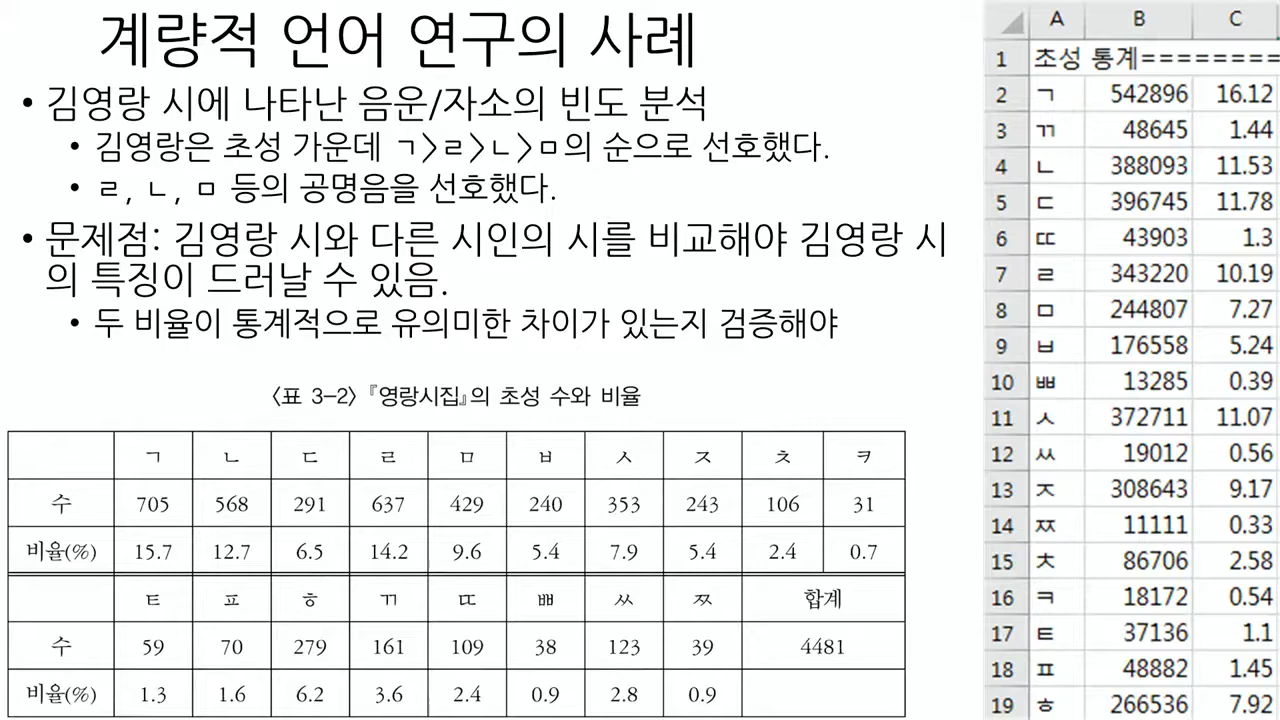 계량적 언어 연구의 사례
• 김영랑 시에 나타난 음운/자소의 빈도 분석
• 김영랑은 초성 가운데 ㄱ>ㄹ>ㄴ>ㅁ의 순으로 선호했다.
• ㄹ, ㄴ, ㅁ 등의 공명음을 선호했다.
• 문제점: 김영랑 시와 다른 시인의 시를 비교해야 김영랑 시
의 특징이 드러날 수 있음.
• 두 비율이 통계적으로 유의미한 차이가 있는지 검증해야
〈표 3-2〉『영랑시집』의 초성 수와 비율
ㄱ ㄴ ㄷ ㄹ ㅁ ㅂ ㅅ ㅈ ㅊ ㅋ
수 705 568 291 637 429 240 353 243 106 31
비율(%) 15.7 12.7 6.5 14.2 9.6 5.4 7.9 5.4 2.4 0.7
ㅌ ㅍ ㅎ ㄲ ㄸ ㅃ ㅆ ㅉ 합계
수 59 70 279 161 109 38 123 39 4481
비율(%) 1.3 1.6 6.2 3.6 2.4 0.9 2.8 0.9
A B C
1 초성 통계========
2 ㄱ 542896 16.12
3 ㄲ 48645 1.44
4 ㄴ 388093 11.53
5 ㄷ 396745 11.78
6 ㄸ 43903 1.3
7 ㄹ 343220 10.19
8 ㅁ 244807 7.27
9 ㅂ 176558 5.24
10 ㅃ 13285 0.39
11 ㅅ 372711 11.07
12 ㅆ 19012 0.56
13 ㅈ 308643 9.17
14 ㅉ 11111 0.33
15 ㅊ 86706 2.58
16 ㅋ 18172 0.54
17 ㅌ 37136 1.1
18 ㅍ 48882 1.45
19 ㅎ 266536 7.92